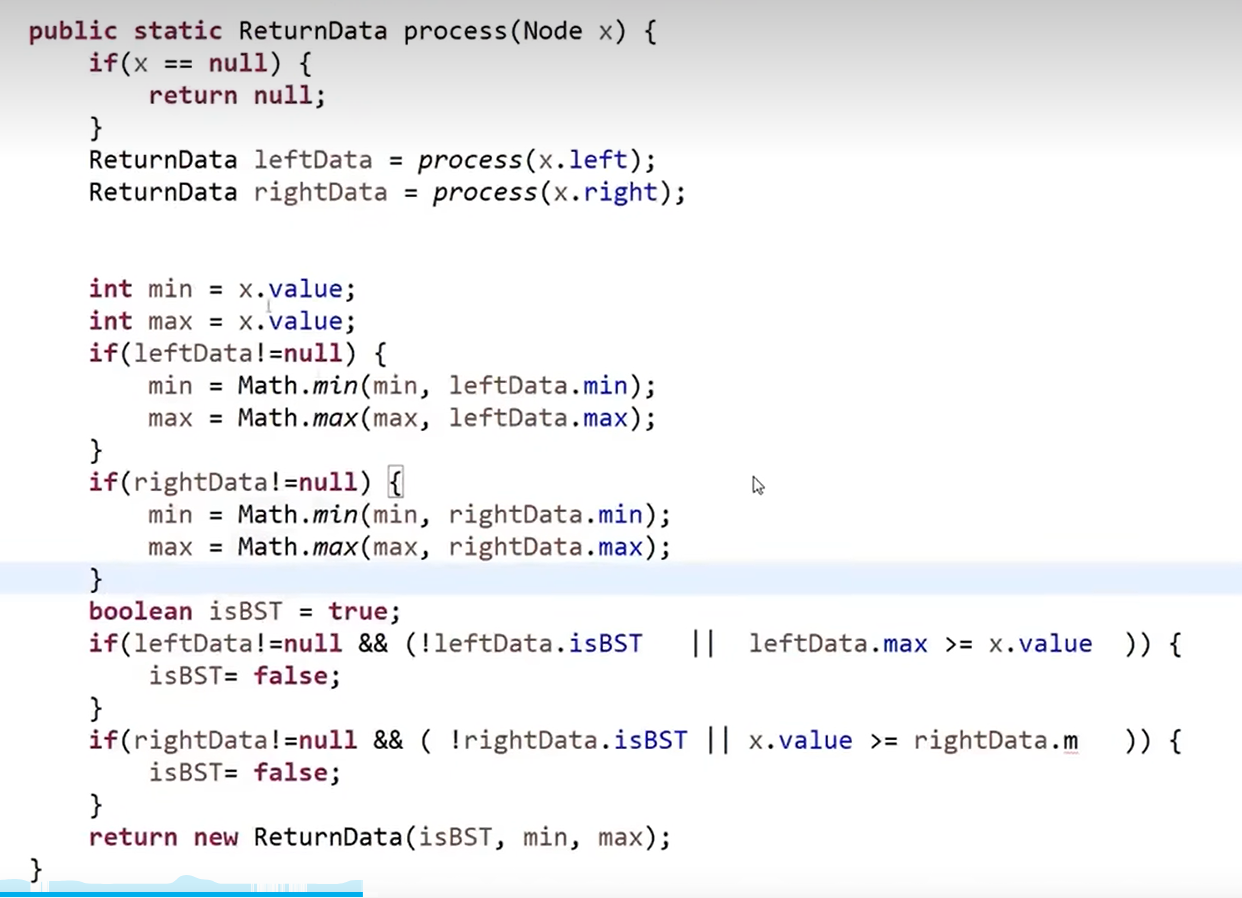 public static ReturnData process(Node x) {
if(x == null) {
return null;
}
ReturnData leftData = process(x.left);
ReturnData rightData = process(x.right);
int min = x.value;
int max = x.value;
if(leftData!=null) {
min = Math.min(min, leftData.min);
max = Math.max(max, leftData.max);
}
if(rightData!=null) {
min = Math.min(min, rightData.min);
max = Math.max(max, rightData.max);
}
boolean isBST = true;
if(leftData!=null && (!leftData.isBST || leftData.max >= x.value )) {
isBST= false;
}
if(rightData!=null && ( !rightData.isBST || x.value >= rightData.m )) {
isBST= false;
}
return new ReturnData(isBST, min, max);
}